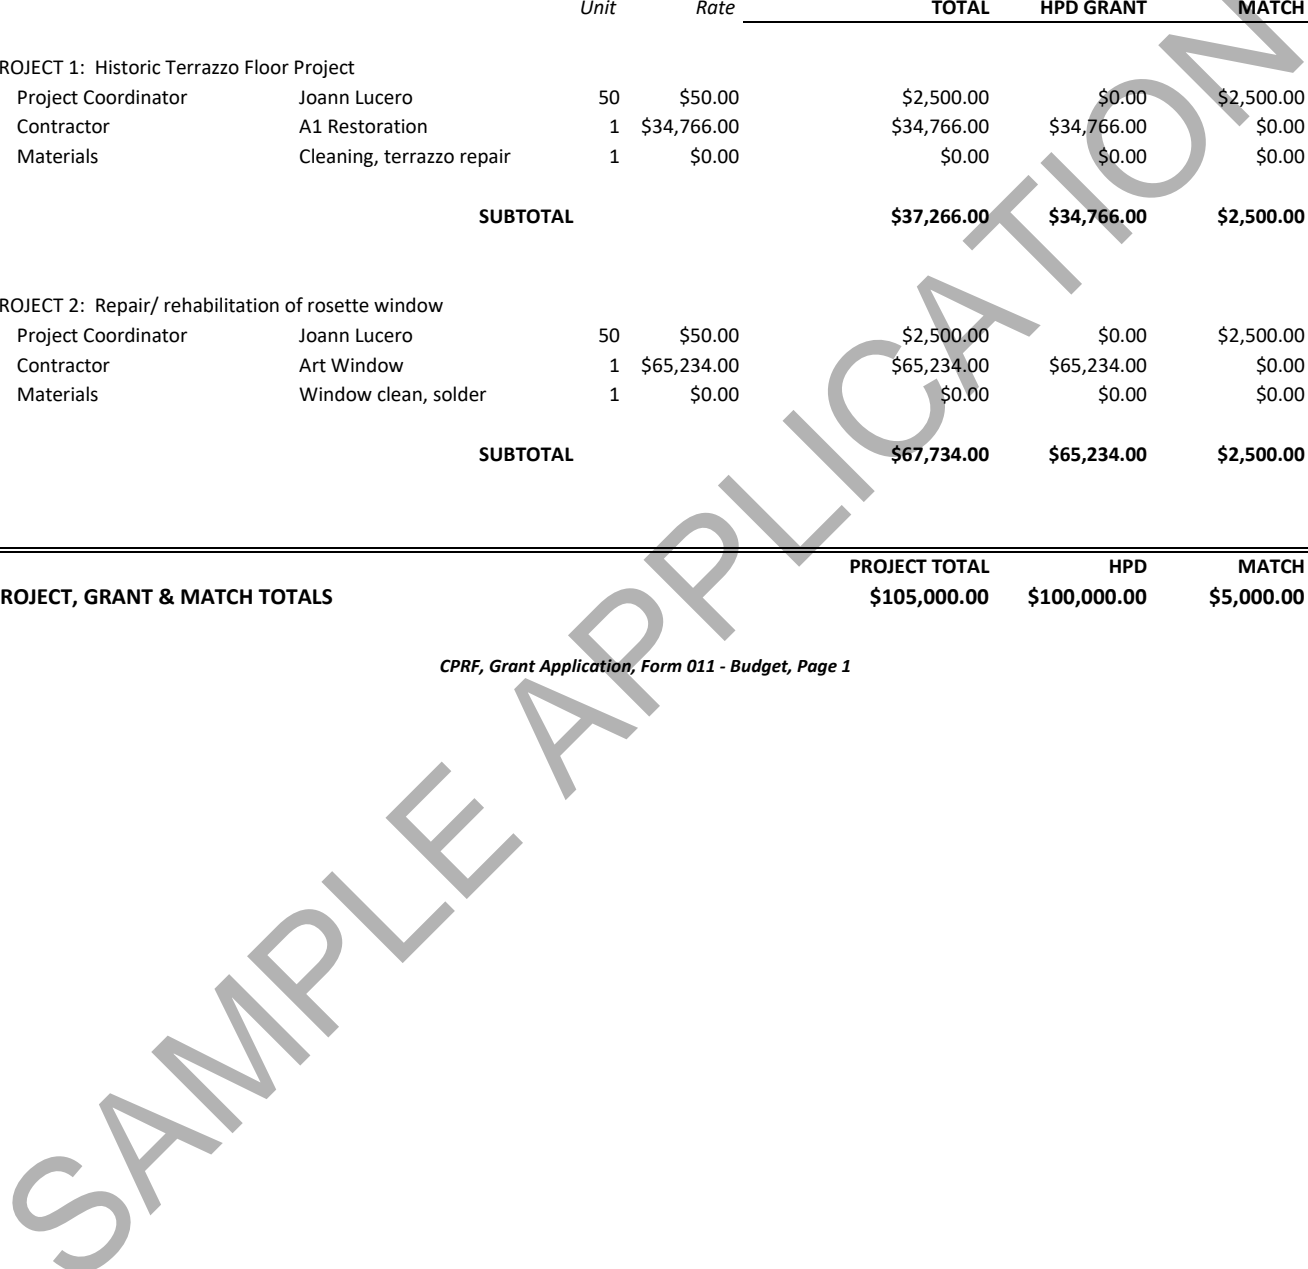 Unit Rate TOTAL HPD GRANT MATCH
ROJECT 1: Historic Terrazzo Floor Project
Project Coordinator Joann Lucero 50 $50.00 $2,500.00 $0.00 $2,500.00
Contractor A1 Restoration 1 $34,766.00 $34,766.00 $34,766.00 $0.00
Materials Cleaning, terrazzo repair 1 $0.00 $0.00 $0.00 $0.00
SUBTOTAL $37,266.00 $34,766.00 $2,500.00
ROJECT 2: Repair/ rehabilitation of rosette window
Project Coordinator Joann Lucero 50 $50.00 $2,500.00 $0.00 $2,500.00
Contractor Art Window 1 $65,234.00 $65,234.00 $65,234.00 $0.00
Materials Window clean, solder 1 $0.00 $0.00 $0.00 $0.00
SUBTOTAL $67,734.00 $65,234.00 $2,500.00
PROJECT TOTAL HPD MATCH
ROJECT, GRANT & MATCH TOTALS $105,000.00 $100,000.00 $5,000.00
CPRF, Grant Application, Form 011 - Budget, Page 1
SAMPLE APPLICATION